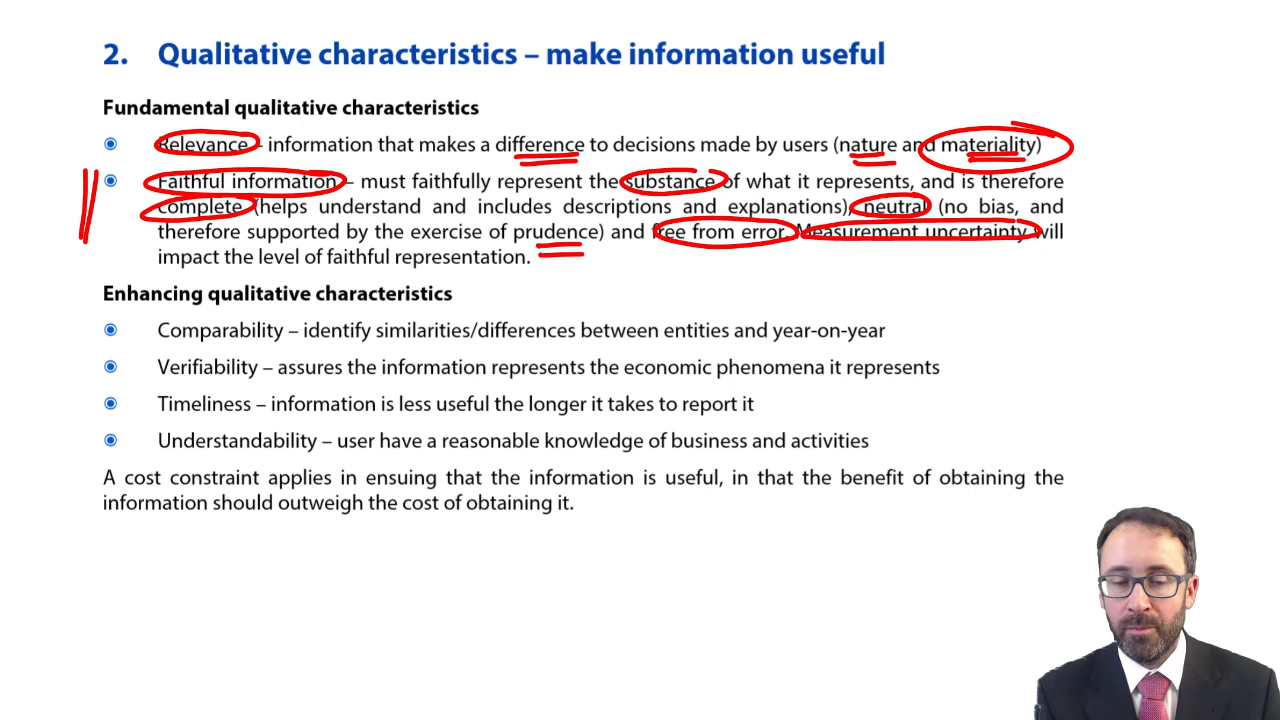 2. Qualitative characteristics – make information useful
Fundamental qualitative characteristics
Relevance – information that makes a difference to decisions made by users (nature and materiality)
Faithful information – must faithfully represent the substance of what it represents, and is therefore
complete (helps understand and includes descriptions and explanations), neutral (no bias, and
therefore supported by the exercise of prudence) and free from error. Measurement uncertainty will
impact the level of faithful representation.
Enhancing qualitative characteristics
Comparability – identify similarities/differences between entities and year-on-year
Verifiability – assures the information represents the economic phenomena it represents
Timeliness – information is less useful the longer it takes to report it
Understandability – user have a reasonable knowledge of business and activities
A cost constraint applies in ensuring that the information is useful, in that the benefit of obtaining the
information should outweigh the cost of obtaining it.